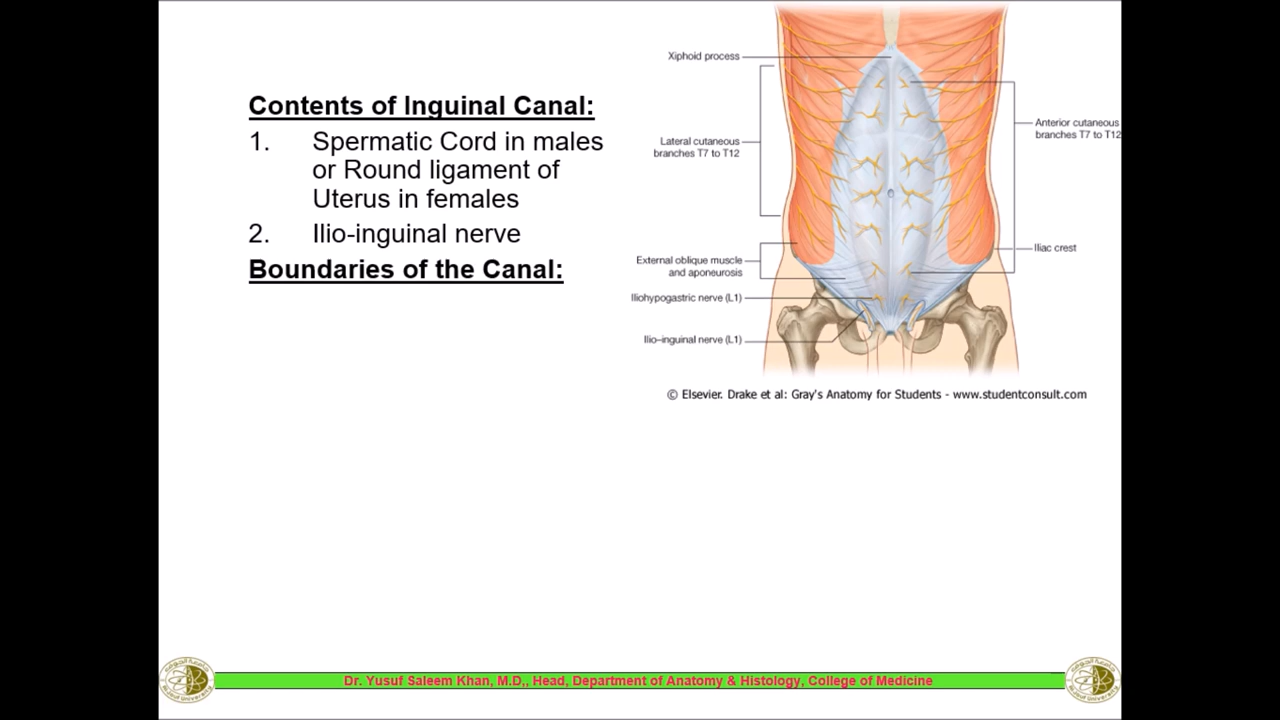 Contents of Inguinal Canal:
1. Spermatic Cord in males
or Round ligament of
Uterus in females
2. Ilio-inguinal nerve
Boundaries of the Canal:
Xiphoid process
Lateral cutaneous
branches T7 to T12
External oblique muscle
and aponeurosis
Iliohypogastric nerve (L1)
Ilio–inguinal nerve (L1)
Anterior cutaneous
branches T7 to T12
Iliac crest
© Elsevier. Drake et al: Gray's Anatomy for Students - www.studentconsult.com
Dr. Yusuf Saleem Khan, M.D,, Head, Department of Anatomy & Histology, College of Medicine